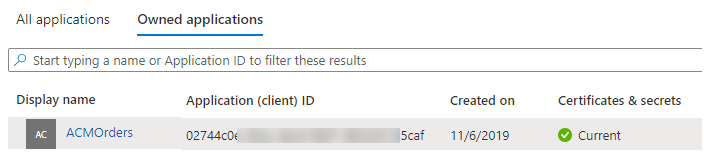 All applications Owned applications
Start typing a name or Application ID to filter these results
Display name Application (client) ID Created on Certificates & secrets
AC ACMOrders 02744c0e 5caf 11/6/2019 Current